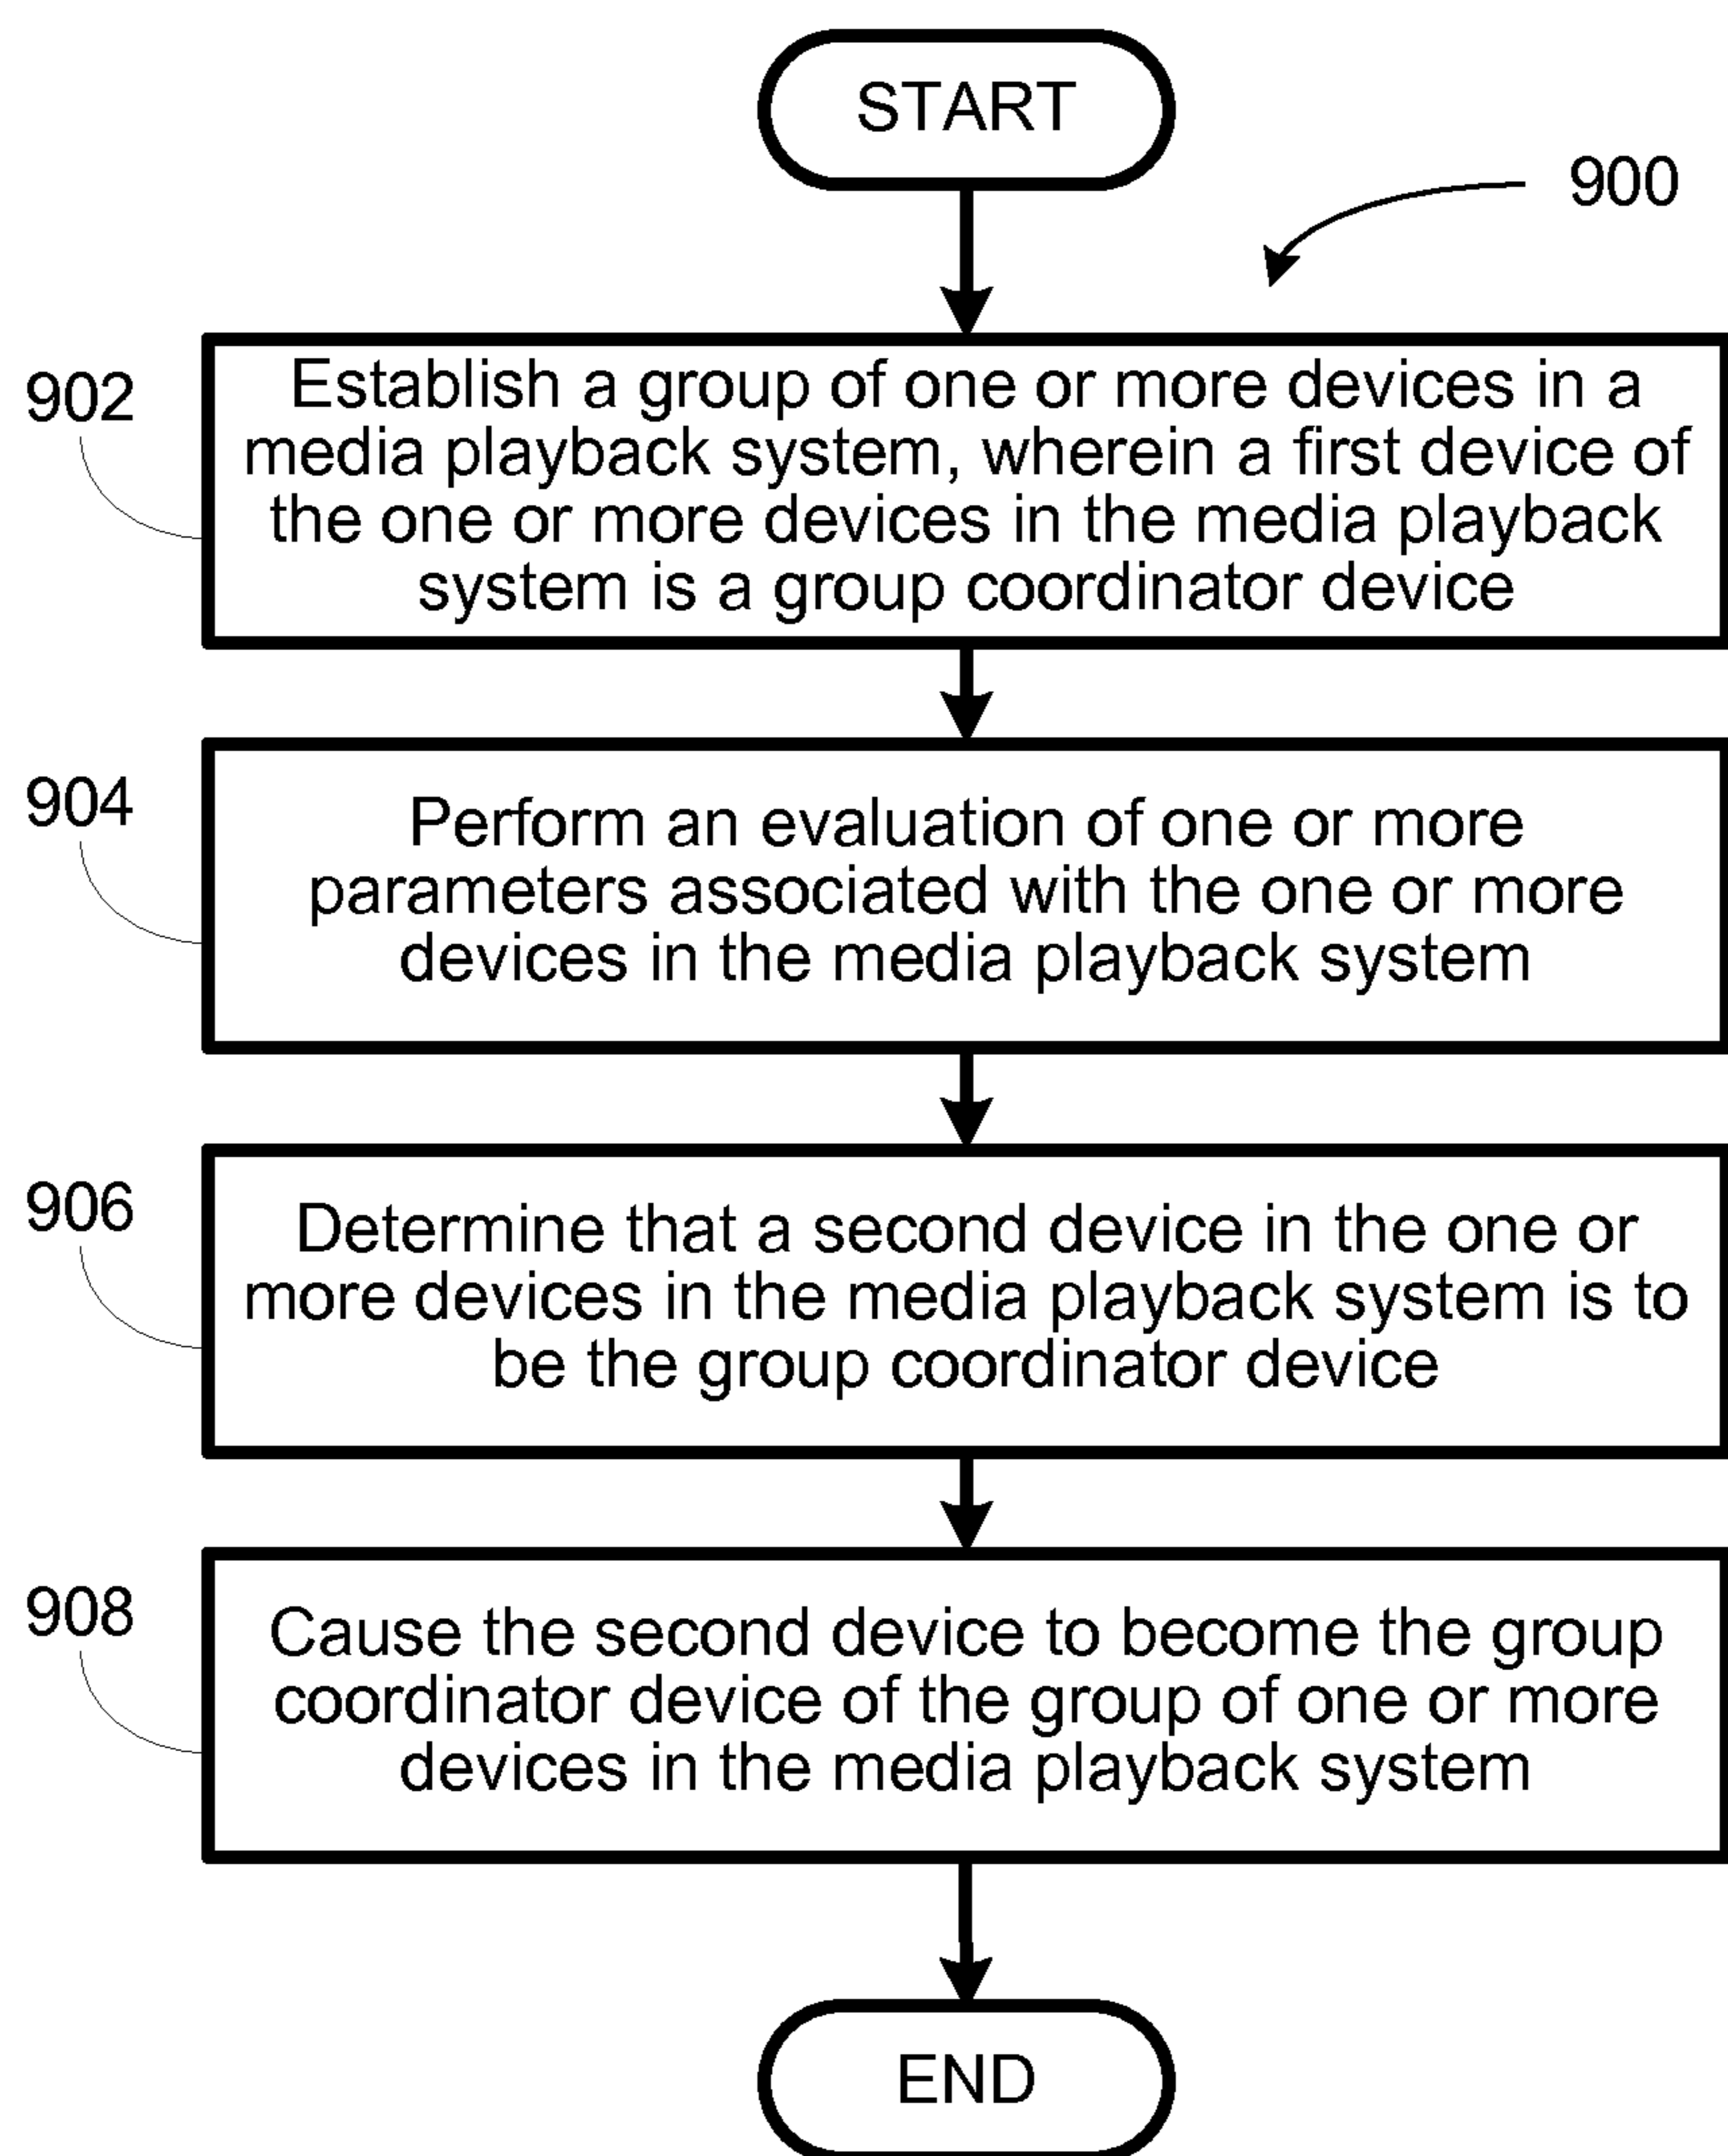 START
900
902
Establish a group of one or more devices in a
media playback system, wherein a first device of
the one or more devices in the media playback
system is a group coordinator device
904
Perform an evaluation of one or more
parameters associated with the one or more
devices in the media playback system
906
Determine that a second device in the one or
more devices in the media playback system is to
be the group coordinator device
908
Cause the second device to become the group
coordinator device of the group of one or more
devices in the media playback system
END